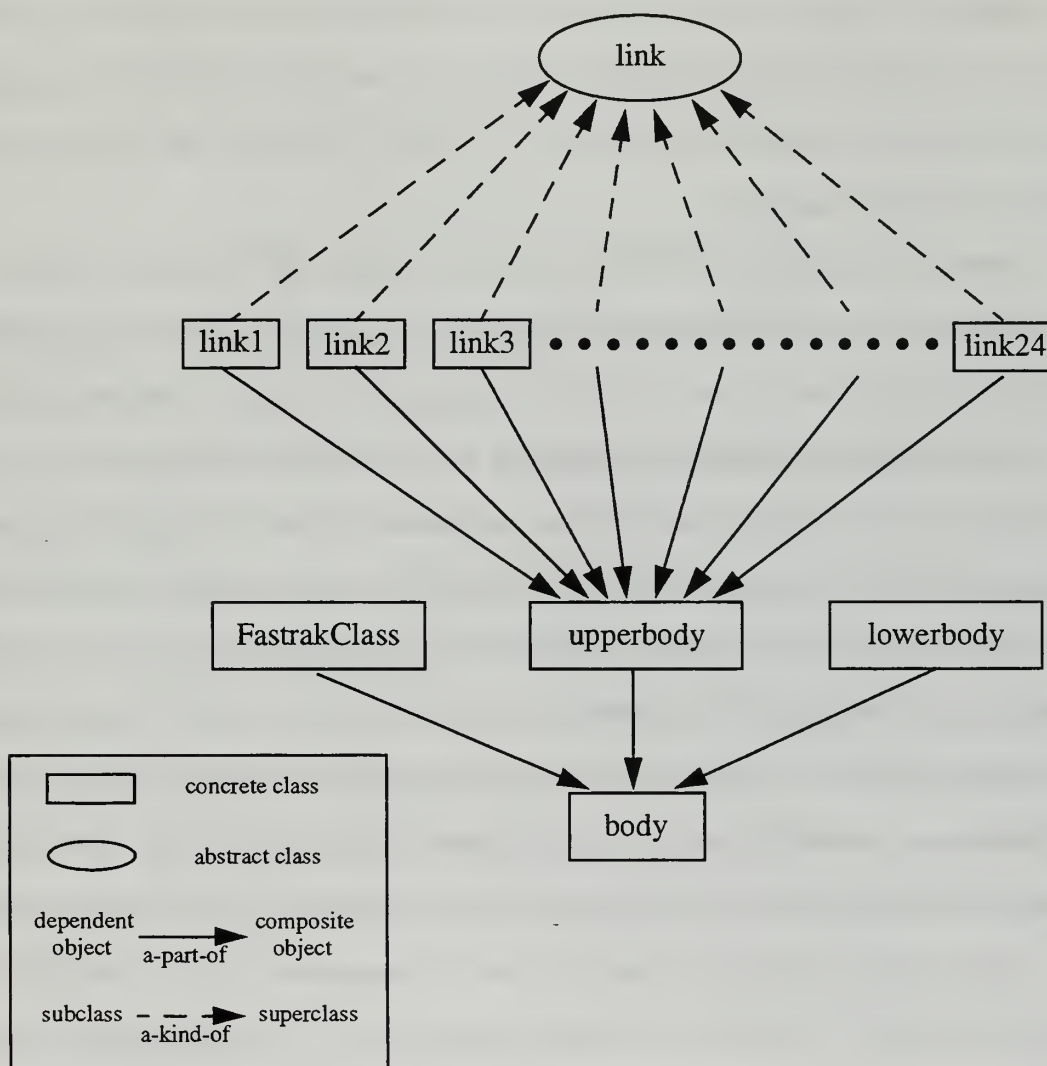 link
link1 link2 link3 link24
FastrakClass upperbody lowerbody
body
concrete class
abstract class
dependent composite
object object
a-part-of
subclass superclass
a-kind-of